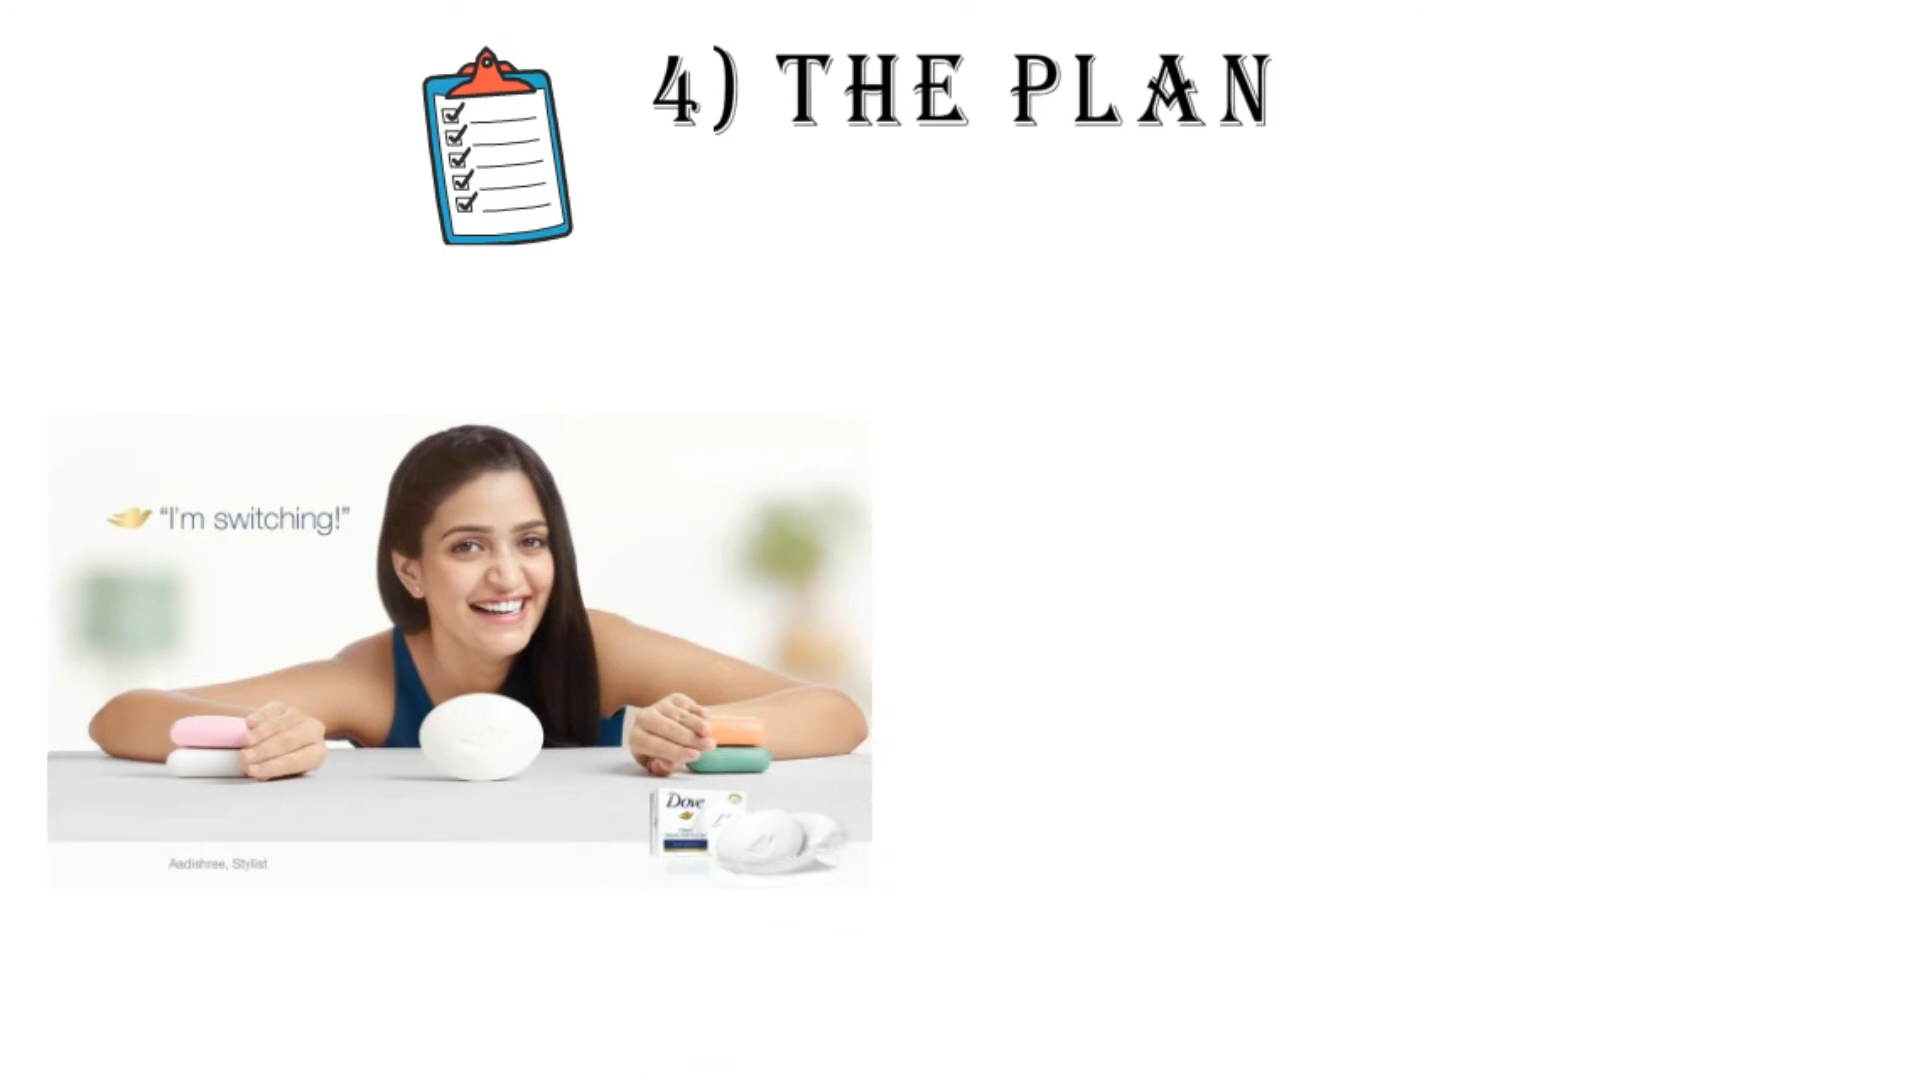 4) THE PLAN
“I'm switching!”
Dove
Aadishree, Stylist